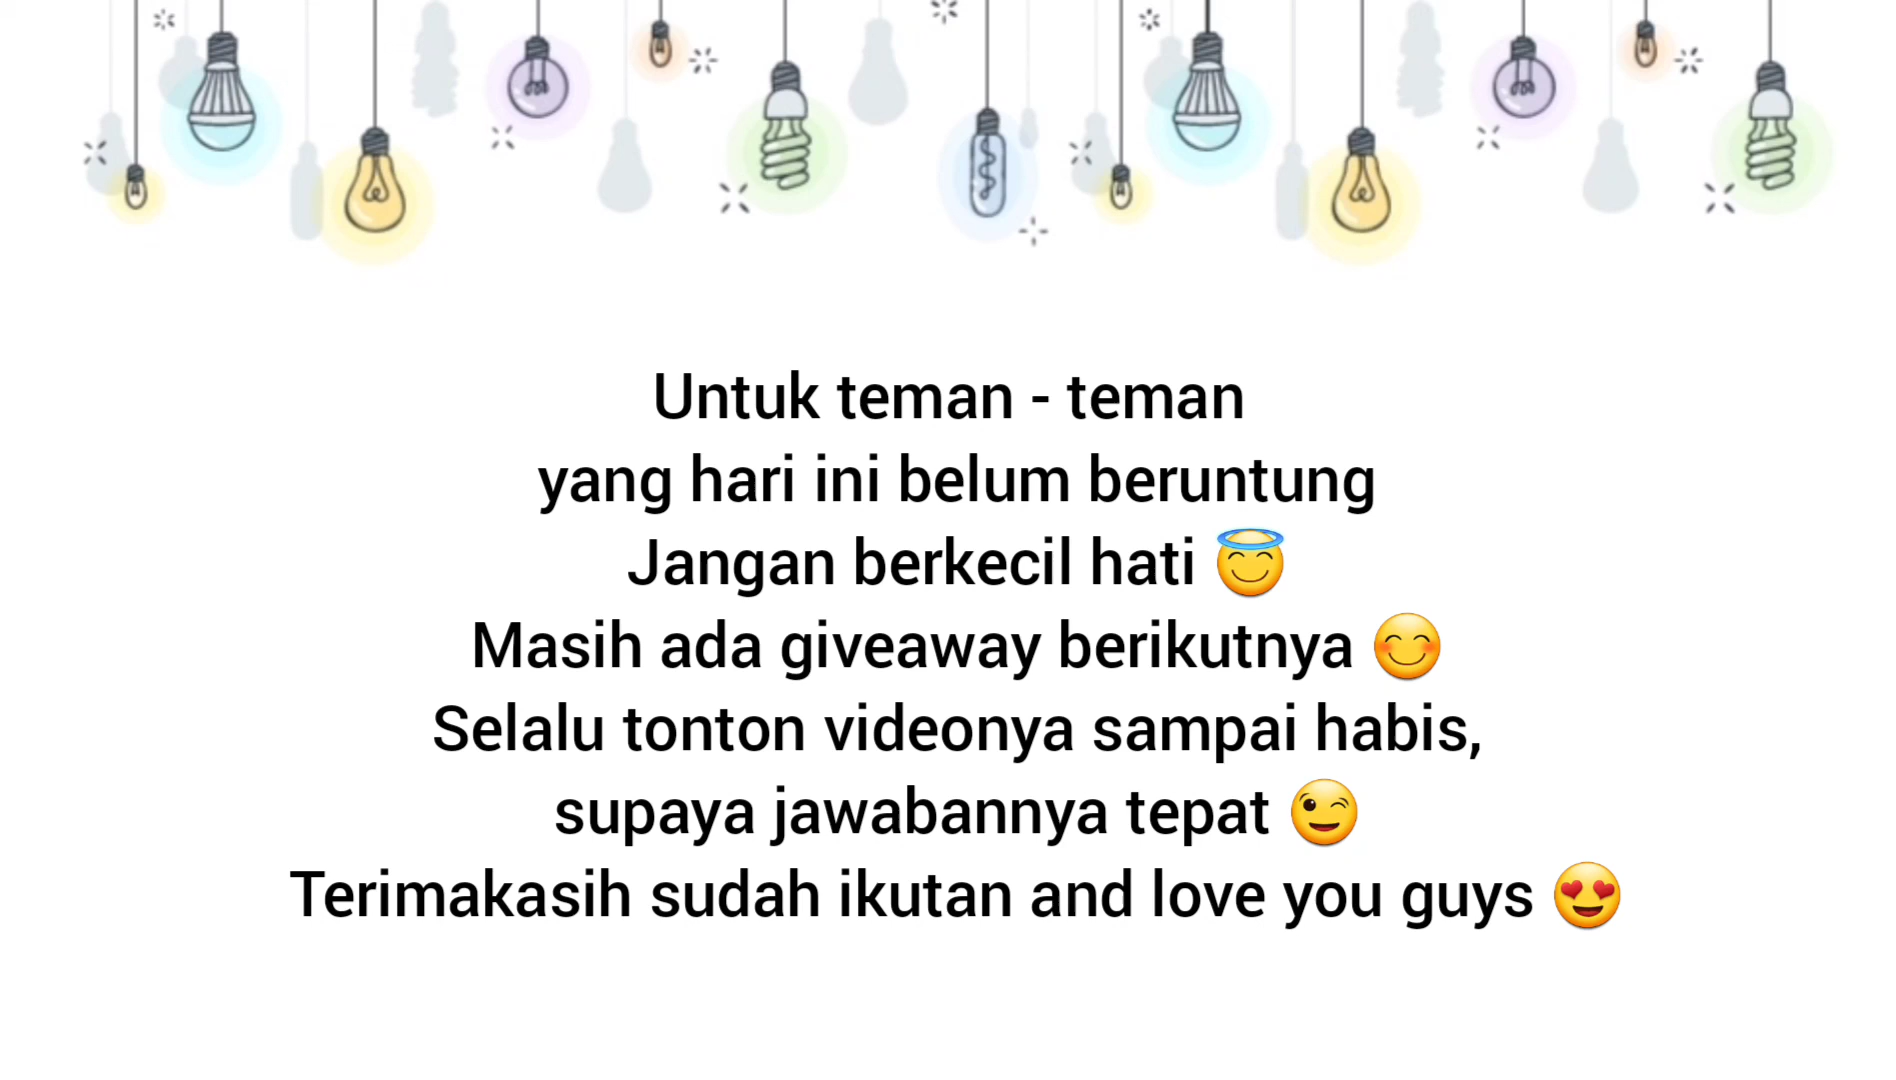 Untuk teman - teman
yang hari ini belum beruntung
Jangan berkecil hati 😇
Masih ada giveaway berikutnya 😊
Selalu tonton videonya sampai habis,
supaya jawabannya tepat 😉
Terimakasih sudah ikutan and love you guys 😍